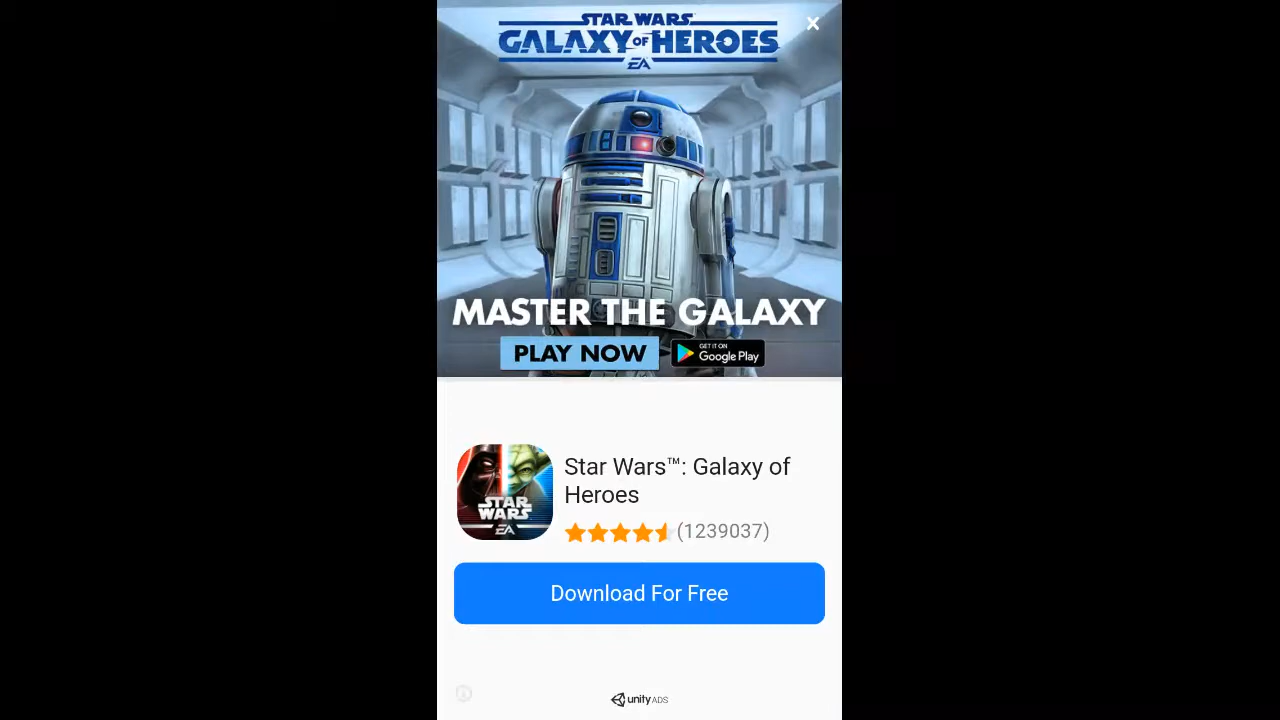 STAR WARS
GALAXY OF HEROES
EA
MASTER THE GALAXY
PLAY NOW
GET IT ON
Google Play
STAR
WARS
EA
Star Wars™: Galaxy of
Heroes
(1239037)
Download For Free
unity ADS